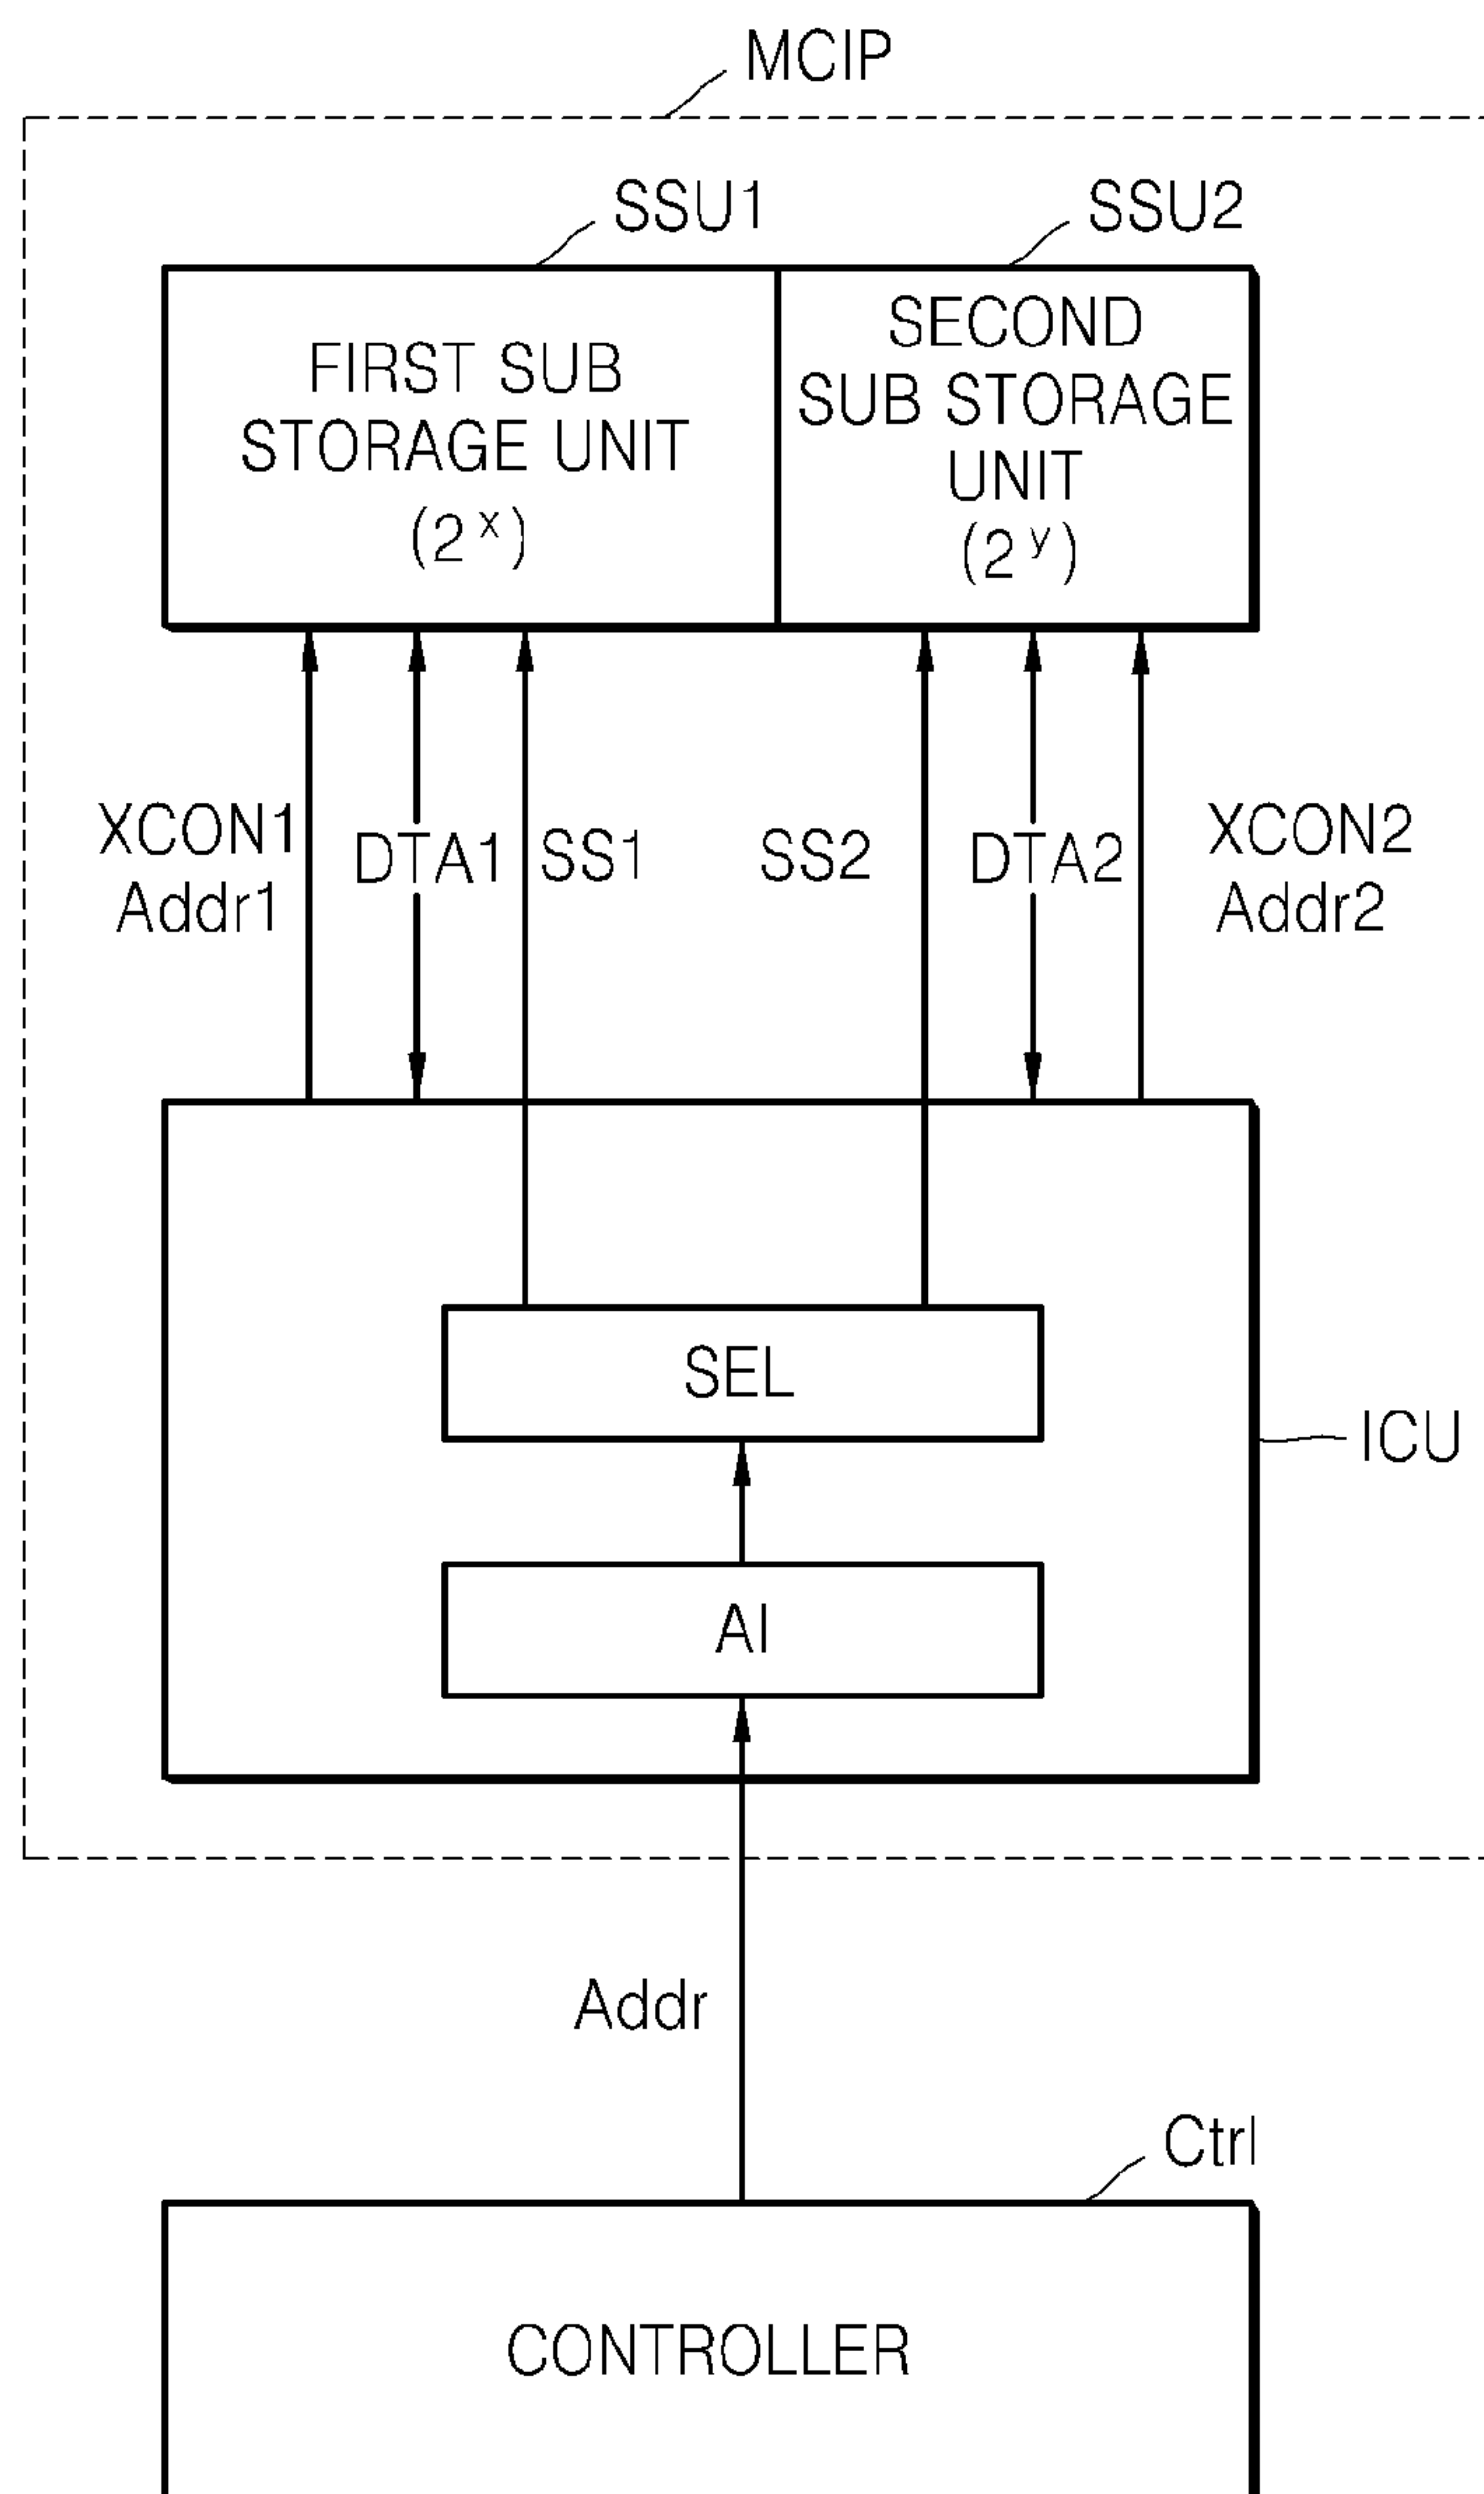 MCIP
SSU1
SSU2
FIRST SUB
STORAGE UNIT
(2^x)
SECOND
SUB STORAGE
UNIT
(2^y)
XCON1
Addr1
DTA1
SS1
SS2
DTA2
XCON2
Addr2
SEL
ICU
AI
Addr
Ctrl
CONTROLLER